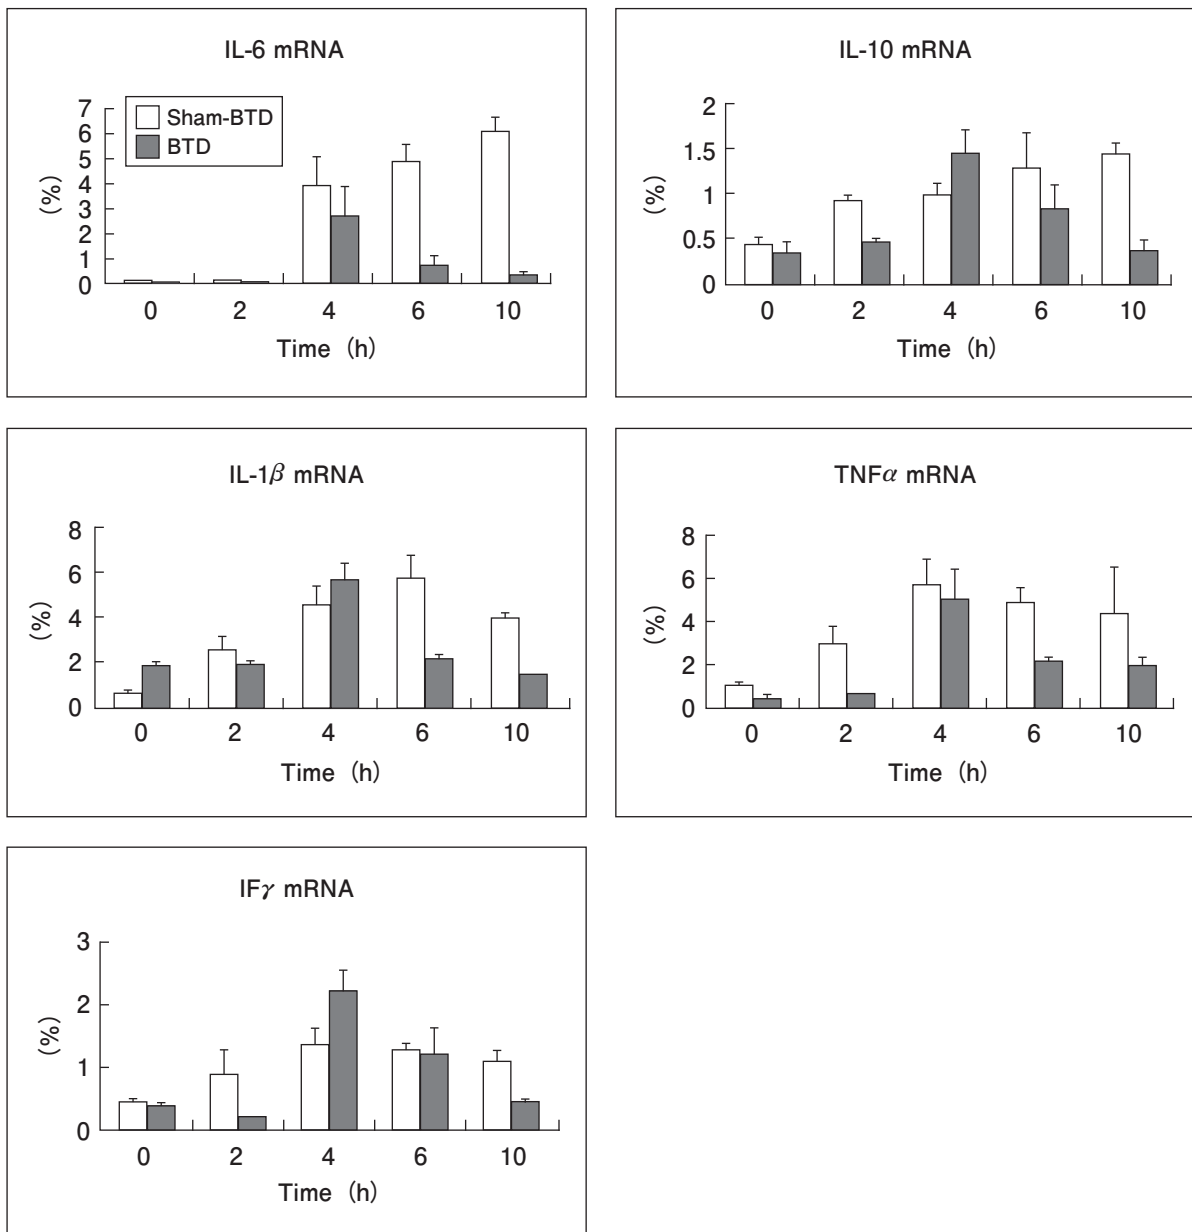 IL-6 mRNA
7
6
5
4
3
2
1
0
(%)
Sham-BTD
BTD
0 2 4 6 10
Time (h)
IL-10 mRNA
2
1.5
1
0.5
0
(%)
0 2 4 6 10
Time (h)
IL-1β mRNA
8
6
4
2
0
(%)
0 2 4 6 10
Time (h)
TNFα mRNA
8
6
4
2
0
(%)
0 2 4 6 10
Time (h)
IFγ mRNA
3
2
1
0
(%)
0 2 4 6 10
Time (h)